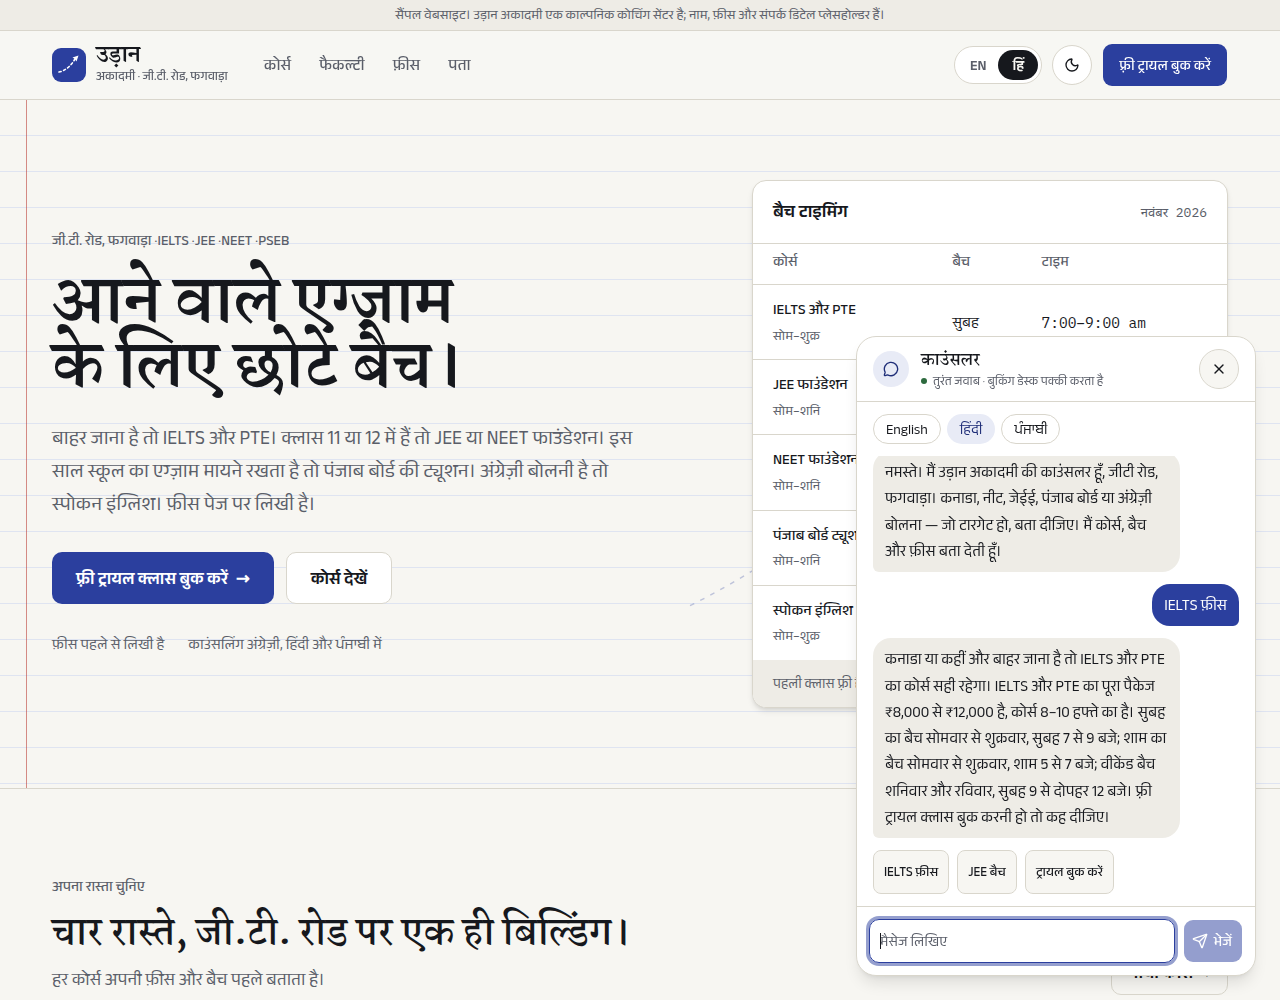 सैंपल वेबसाइट। उड़ान अकादमी एक काल्पनिक कोचिंग सेंटर है; नाम, फ़ीस और संपर्क डिटेल प्लेसहोल्डर हैं।
उड़ान
अकादमी · जी.टी. रोड, फगवाड़ा
कोर्स
फैकल्टी
फ़ीस
पता
EN
हिं
फ़्री ट्रायल बुक करें
जी.टी. रोड, फगवाड़ा ·IELTS ·JEE ·NEET ·PSEB
आने वाले एग्ज़ाम
के लिए छोटे बैच।
बाहर जाना है तो IELTS और PTE। क्लास 11 या 12 में हैं तो JEE या NEET फाउंडेशन। इस
साल स्कूल का एग्ज़ाम मायने रखता है तो पंजाब बोर्ड की ट्यूशन। अंग्रेज़ी बोलनी है तो
स्पोकन इंग्लिश। फ़ीस पेज पर लिखी है।
फ़्री ट्रायल क्लास बुक करें →
कोर्स देखें
फ़ीस पहले से लिखी है
काउंसलिंग अंग्रेज़ी, हिंदी और ਪੰਜਾਬੀ में
बैच टाइमिंग
नवंबर 2026
कोर्स
बैच
टाइम
IELTS और PTE
सोम–शुक्र
सुबह
7:00–9:00 am
JEE फाउंडेशन
सोम–शनि
NEET फाउंडेशन
सोम–शनि
पंजाब बोर्ड ट्यूश
सोम–शनि
स्पोकन इंग्लिश
सोम–शुक्र
पहली क्लास फ़्री
काउंसलर
तुरंत जवाब · बुकिंग डेस्क पक्की करता है
English
हिंदी
ਪੰਜਾਬੀ
नमस्ते। मैं उड़ान अकादमी की काउंसलर हूँ, जीटी रोड,
फगवाड़ा। कनाडा, नीट, जेईई, पंजाब बोर्ड या अंग्रेज़ी
बोलना — जो टारगेट हो, बता दीजिए। मैं कोर्स, बैच
और फ़ीस बता देती हूँ।
IELTS फ़ीस
कनाडा या कहीं और बाहर जाना है तो IELTS और PTE
का कोर्स सही रहेगा। IELTS और PTE का पूरा पैकेज
₹8,000 से ₹12,000 है, कोर्स 8–10 हफ्ते का है। सुबह
का बैच सोमवार से शुक्रवार, सुबह 7 से 9 बजे; शाम का
बैच सोमवार से शुक्रवार, शाम 5 से 7 बजे; वीकेंड बैच
शनिवार और रविवार, सुबह 9 से दोपहर 12 बजे। फ़्री
ट्रायल क्लास बुक करनी हो तो कह दीजिए।
IELTS फ़ीस
JEE बैच
ट्रायल बुक करें
मैसेज लिखिए
भेजें
अपना रास्ता चुनिए
चार रास्ते, जी.टी. रोड पर एक ही बिल्डिंग।
हर कोर्स अपनी फ़ीस और बैच पहले बताता है।